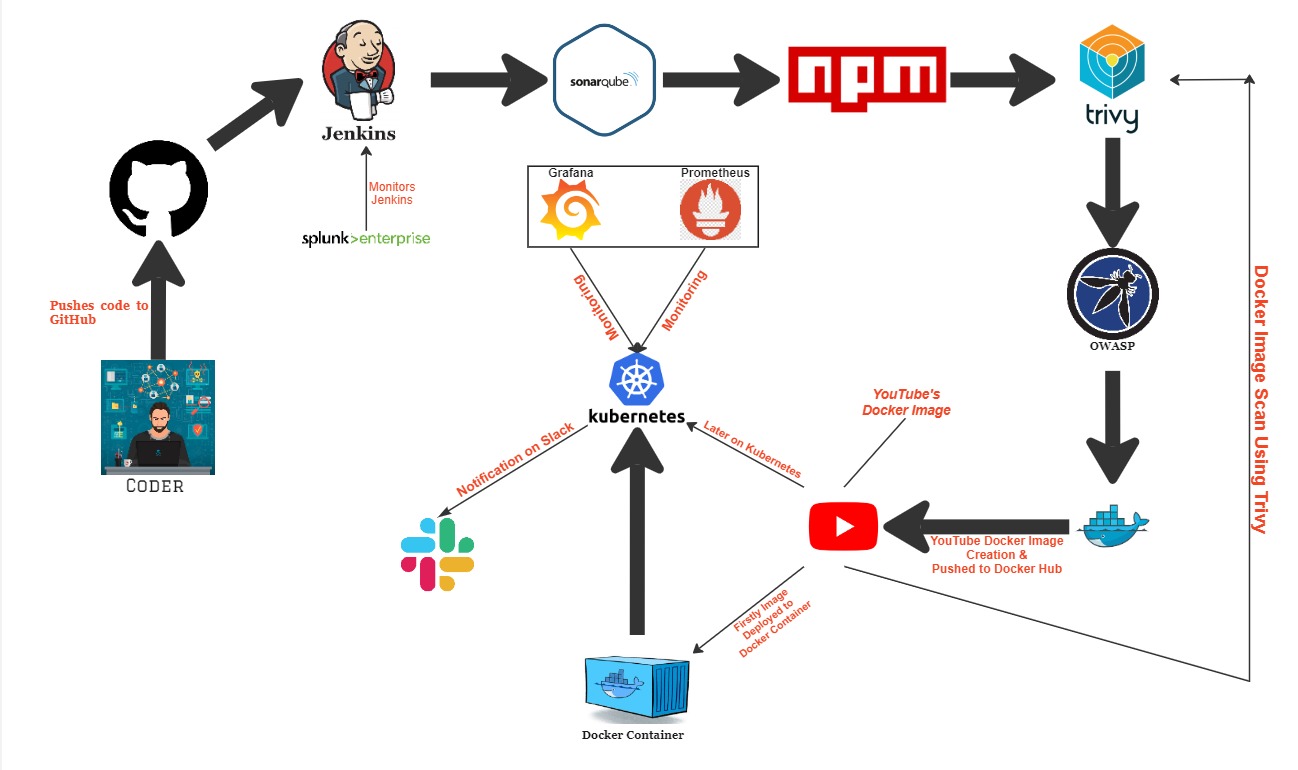 Jenkins
sonarqube
npm
trivy
Monitors
Jenkins
splunk>enterprise
Grafana
Prometheus
Monitoring
Monitoring
Pushes code to
GitHub
CODER
OWASP
kubernetes
YouTube's
Docker Image
Later on Kubernetes
Notification on Slack
YouTube Docker Image
Creation &
Pushed to Docker Hub
Docker Image Scan Using Trivy
Firstly Image
Deployed to
Docker Container
Docker Container